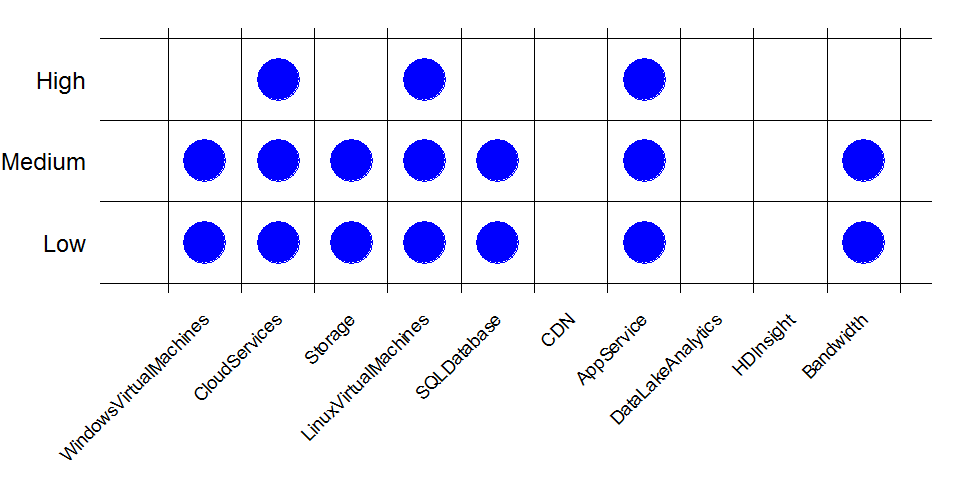 High
Medium
Low
WindowsVirtualMachines
CloudServices
Storage
LinuxVirtualMachines
SQLDatabase
CDN
AppService
DataLakeAnalytics
HDInsight
Bandwidth